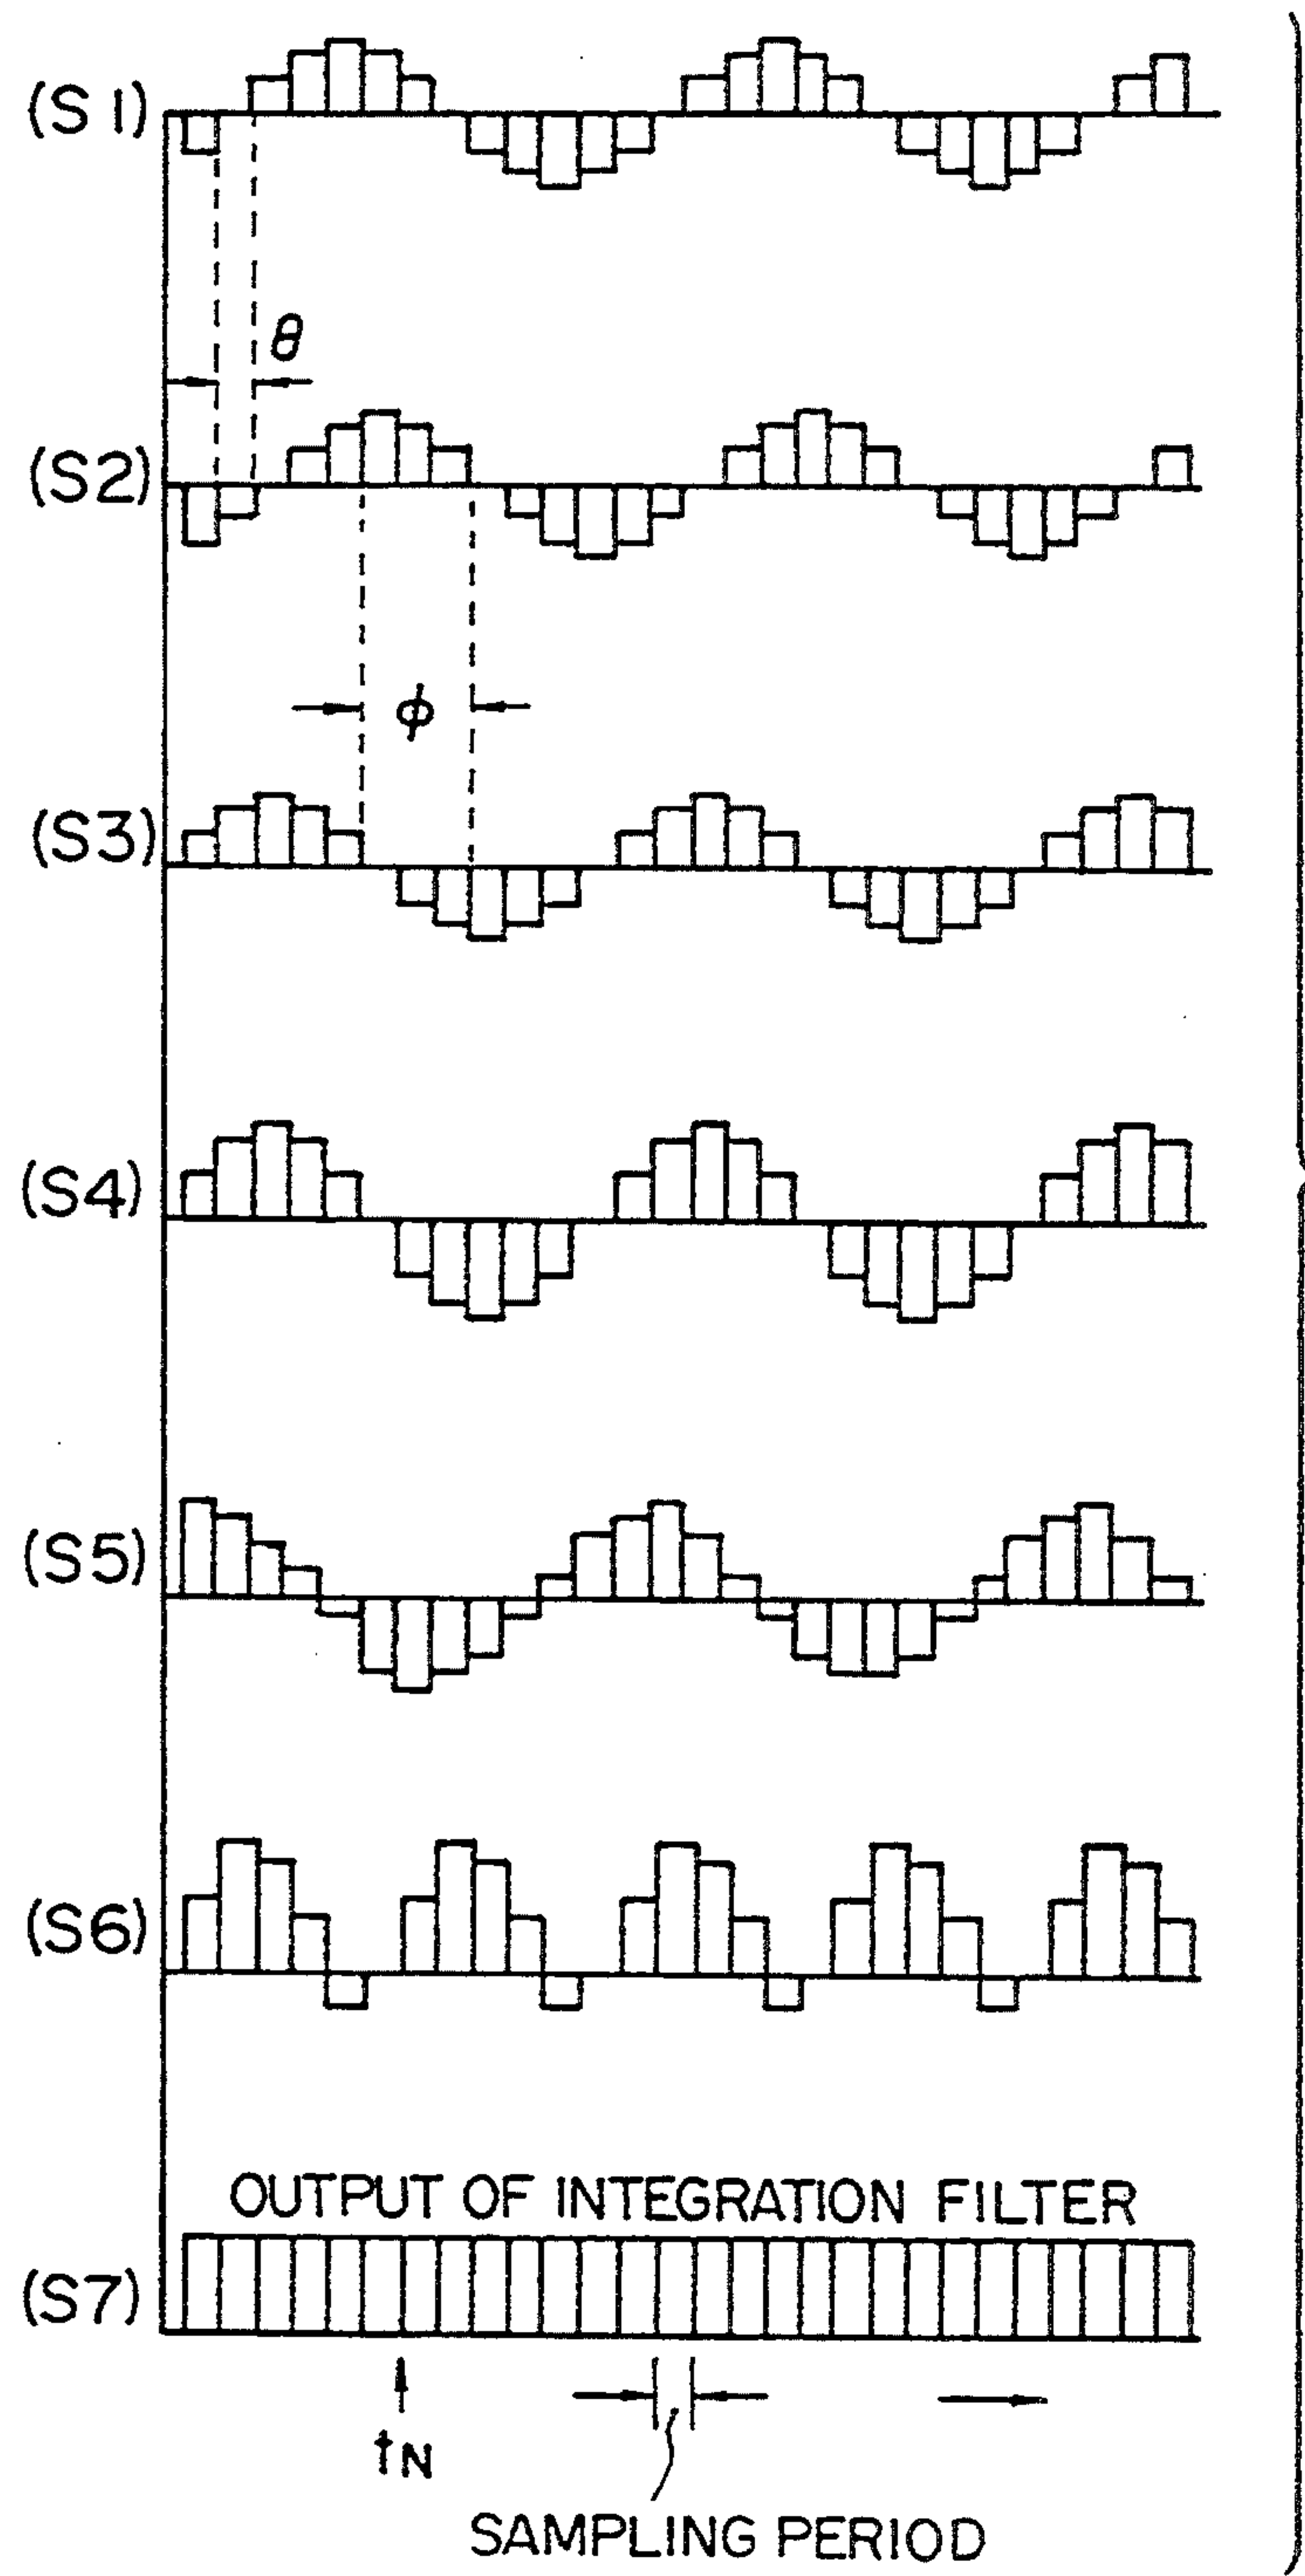 (S1)
θ
(S2)
ϕ
(S3)
(S4)
(S5)
(S6)
OUTPUT OF INTEGRATION FILTER
(S7)
tN
SAMPLING PERIOD